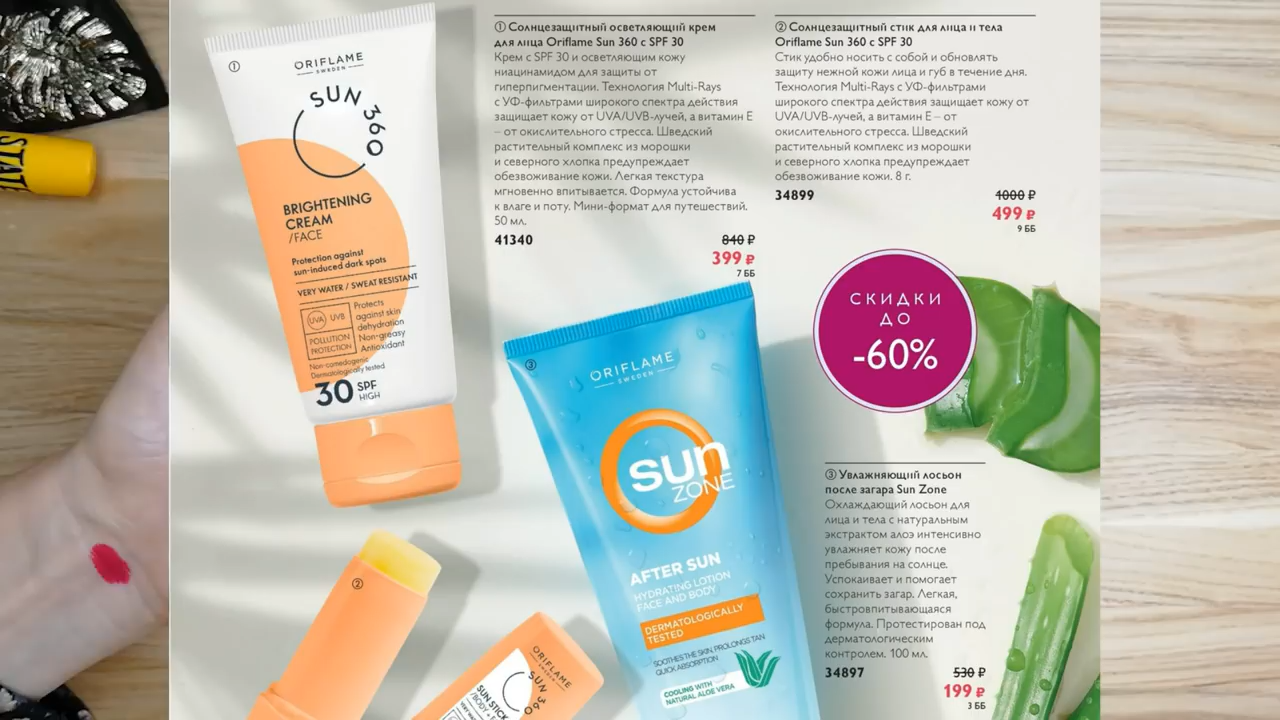 ① Солнцезащитный осветляющий крем
для лица Oriflame Sun 360 с SPF 30
Крем с SPF 30 и осветляющим кожу
ниацинамидом для защиты от
гиперпигментации. Технология Multi-Rays
с УФ-фильтрами широкого спектра действия
защищает кожу от UVA/UVB-лучей, а витамин Е
– от окислительного стресса. Шведский
растительный комплекс из морошки
и северного хлопка предупреждает
обезвоживание кожи. Легкая текстура
мгновенно впитывается. Формула устойчива
к влаге и поту. Мини-формат для путешествий.
50 мл.
41340
840 ₽
399 ₽
7 ББ
② Солнцезащитный стик для лица и тела
Oriflame Sun 360 с SPF 30
Стик удобно носить с собой и обновлять
защиту нежной кожи лица и губ в течение дня.
Технология Multi-Rays с УФ-фильтрами
широкого спектра действия защищает кожу от
UVA/UVB-лучей, а витамин Е – от
окислительного стресса. Шведский
растительный комплекс из морошки
и северного хлопка предупреждает
обезвоживание кожи. 8 г.
34899
1000 ₽
499 ₽
9 ББ
СКИДКИ
ДО
-60%
③ Увлажняющий лосьон
после загара Sun Zone
Охлаждающий лосьон для
лица и тела с натуральным
экстрактом алоэ интенсивно
увлажняет кожу после
пребывания на солнце.
Успокаивает и помогает
сохранить загар. Легкая,
быстровпитывающаяся
формула. Протестирован под
дерматологическим
контролем. 100 мл.
34897
530 ₽
199 ₽
3 ББ
①
ORIFLAME
SWEDEN
SUN 360
BRIGHTENING
CREAM
/FACE
Protection against
sun-induced dark spots
VERY WATER / SWEAT RESISTANT
UVA UVB
POLLUTION
PROTECTION
Protects
against skin
dehydration
Non-greasy
Antioxidant
Non-comedogenic
Dermatologically tested
30 SPF
HIGH
③
ORIFLAME
SWEDEN
sun
ZONE
AFTER SUN
HYDRATING LOTION
FACE AND BODY
DERMATOLOGICALLY
TESTED
SOOTHES THE SKIN, PROLONGS TAN
QUICK ABSORPTION
COOLING WITH
NATURAL ALOE VERA
②
ORIFLAME
SUN 360
SUN STICK